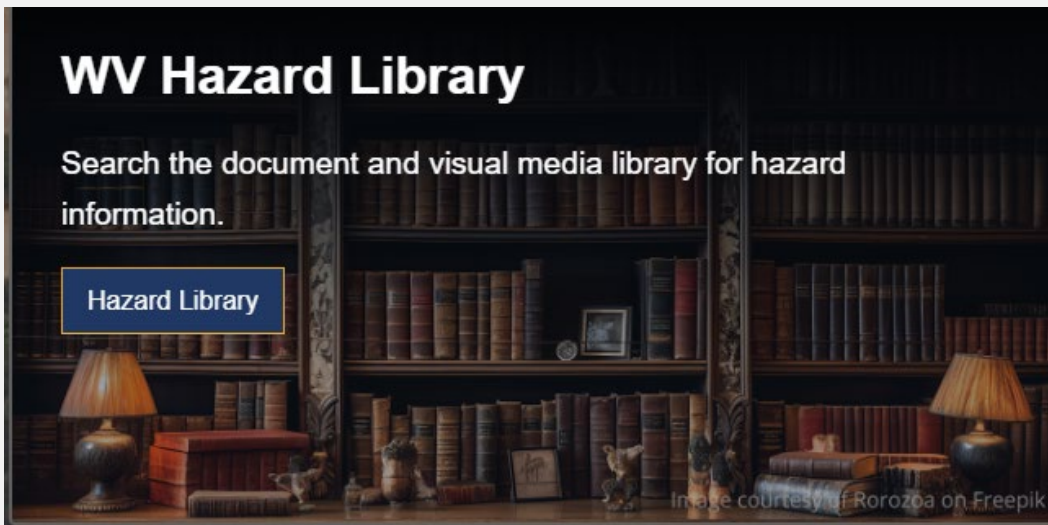 WV Hazard Library
Search the document and visual media library for hazard
information.
Hazard Library
Image courtesy of Rorozoa on Freepik